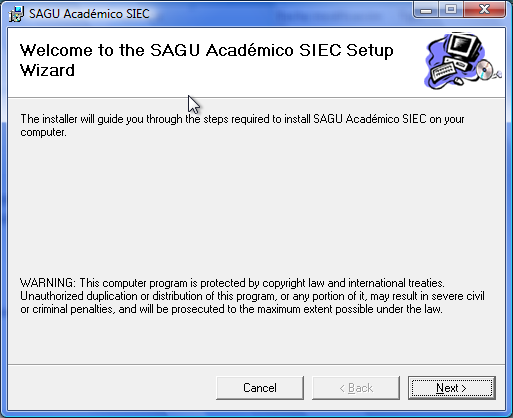 SAGU Académico SIEC
Welcome to the SAGU Académico SIEC Setup
Wizard
The installer will guide you through the steps required to install SAGU Académico SIEC on your
computer.
WARNING: This computer program is protected by copyright law and international treaties.
Unauthorized duplication or distribution of this program, or any portion of it, may result in severe civil
or criminal penalties, and will be prosecuted to the maximum extent possible under the law.
Cancel
< Back
Next >